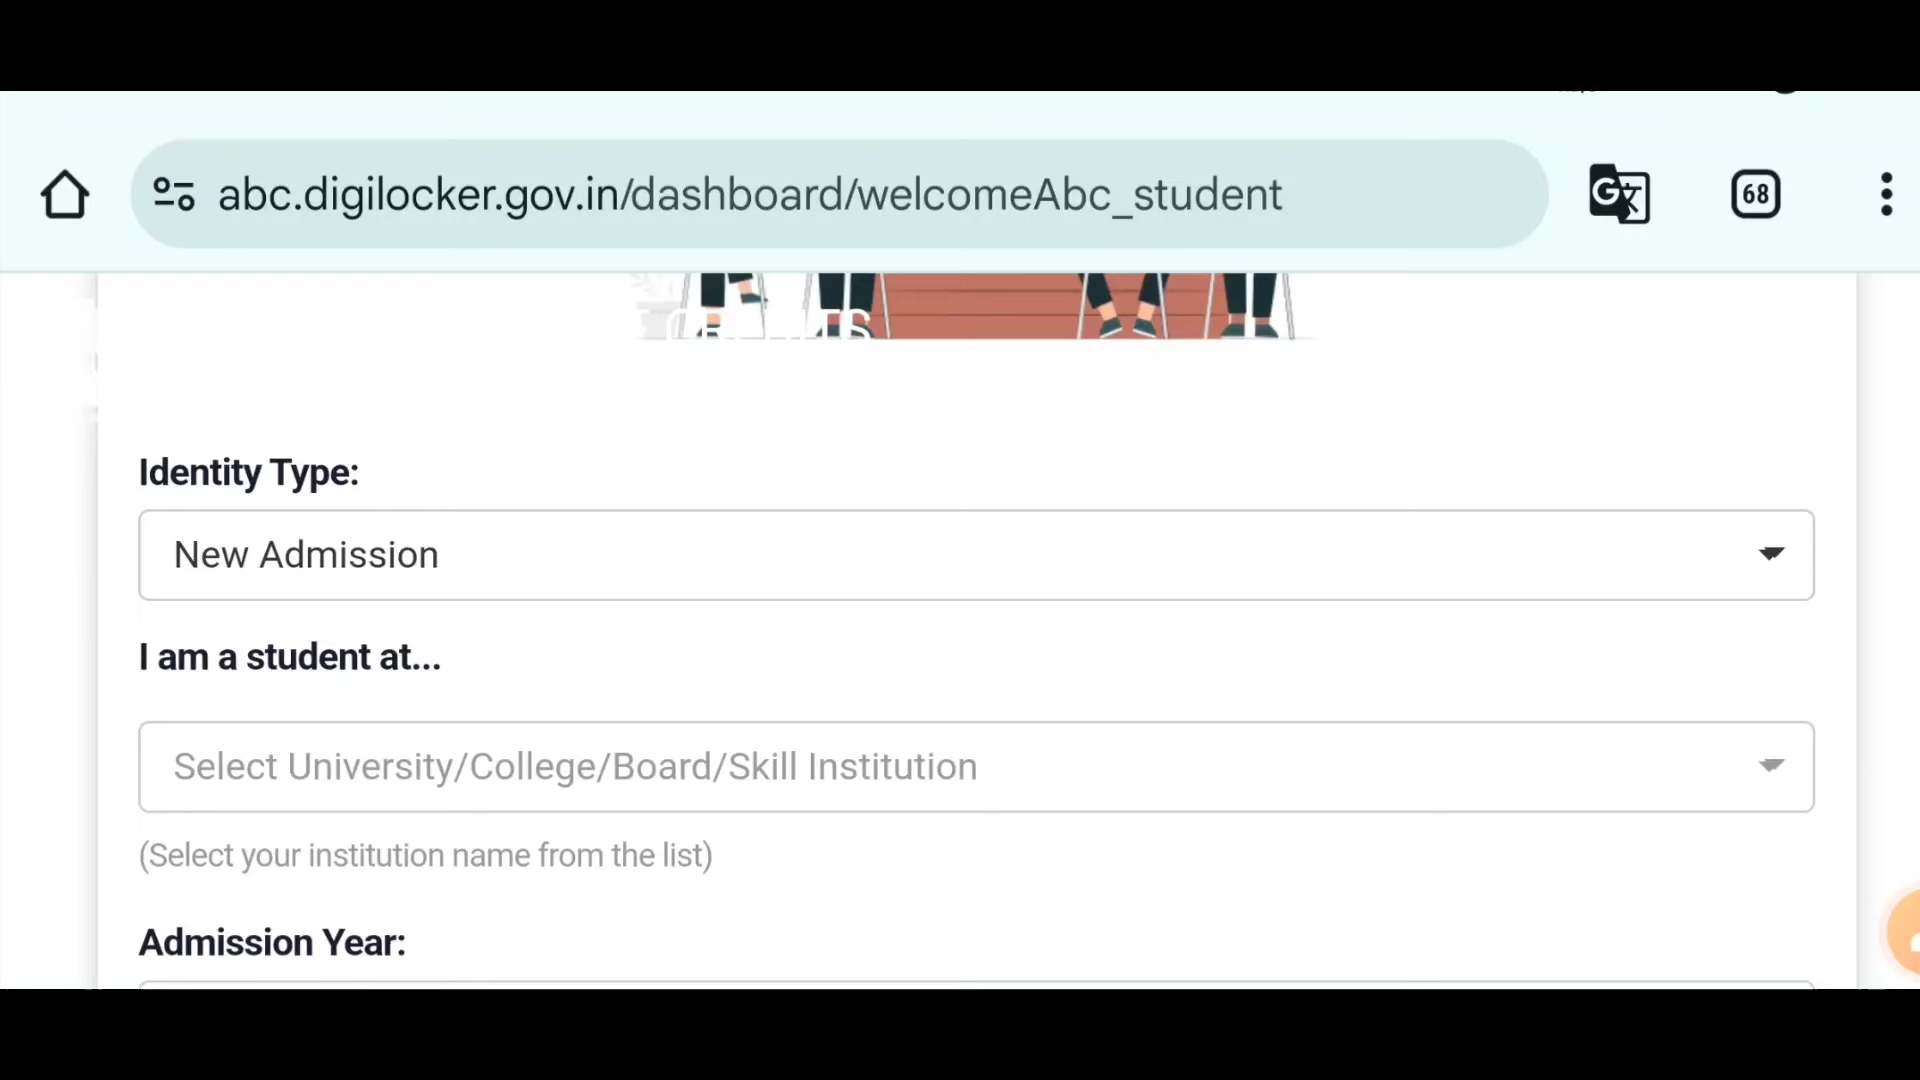 abc.digilocker.gov.in/dashboard/welcomeAbc_student
68
Identity Type:
New Admission
I am a student at...
Select University/College/Board/Skill Institution
(Select your institution name from the list)
Admission Year: